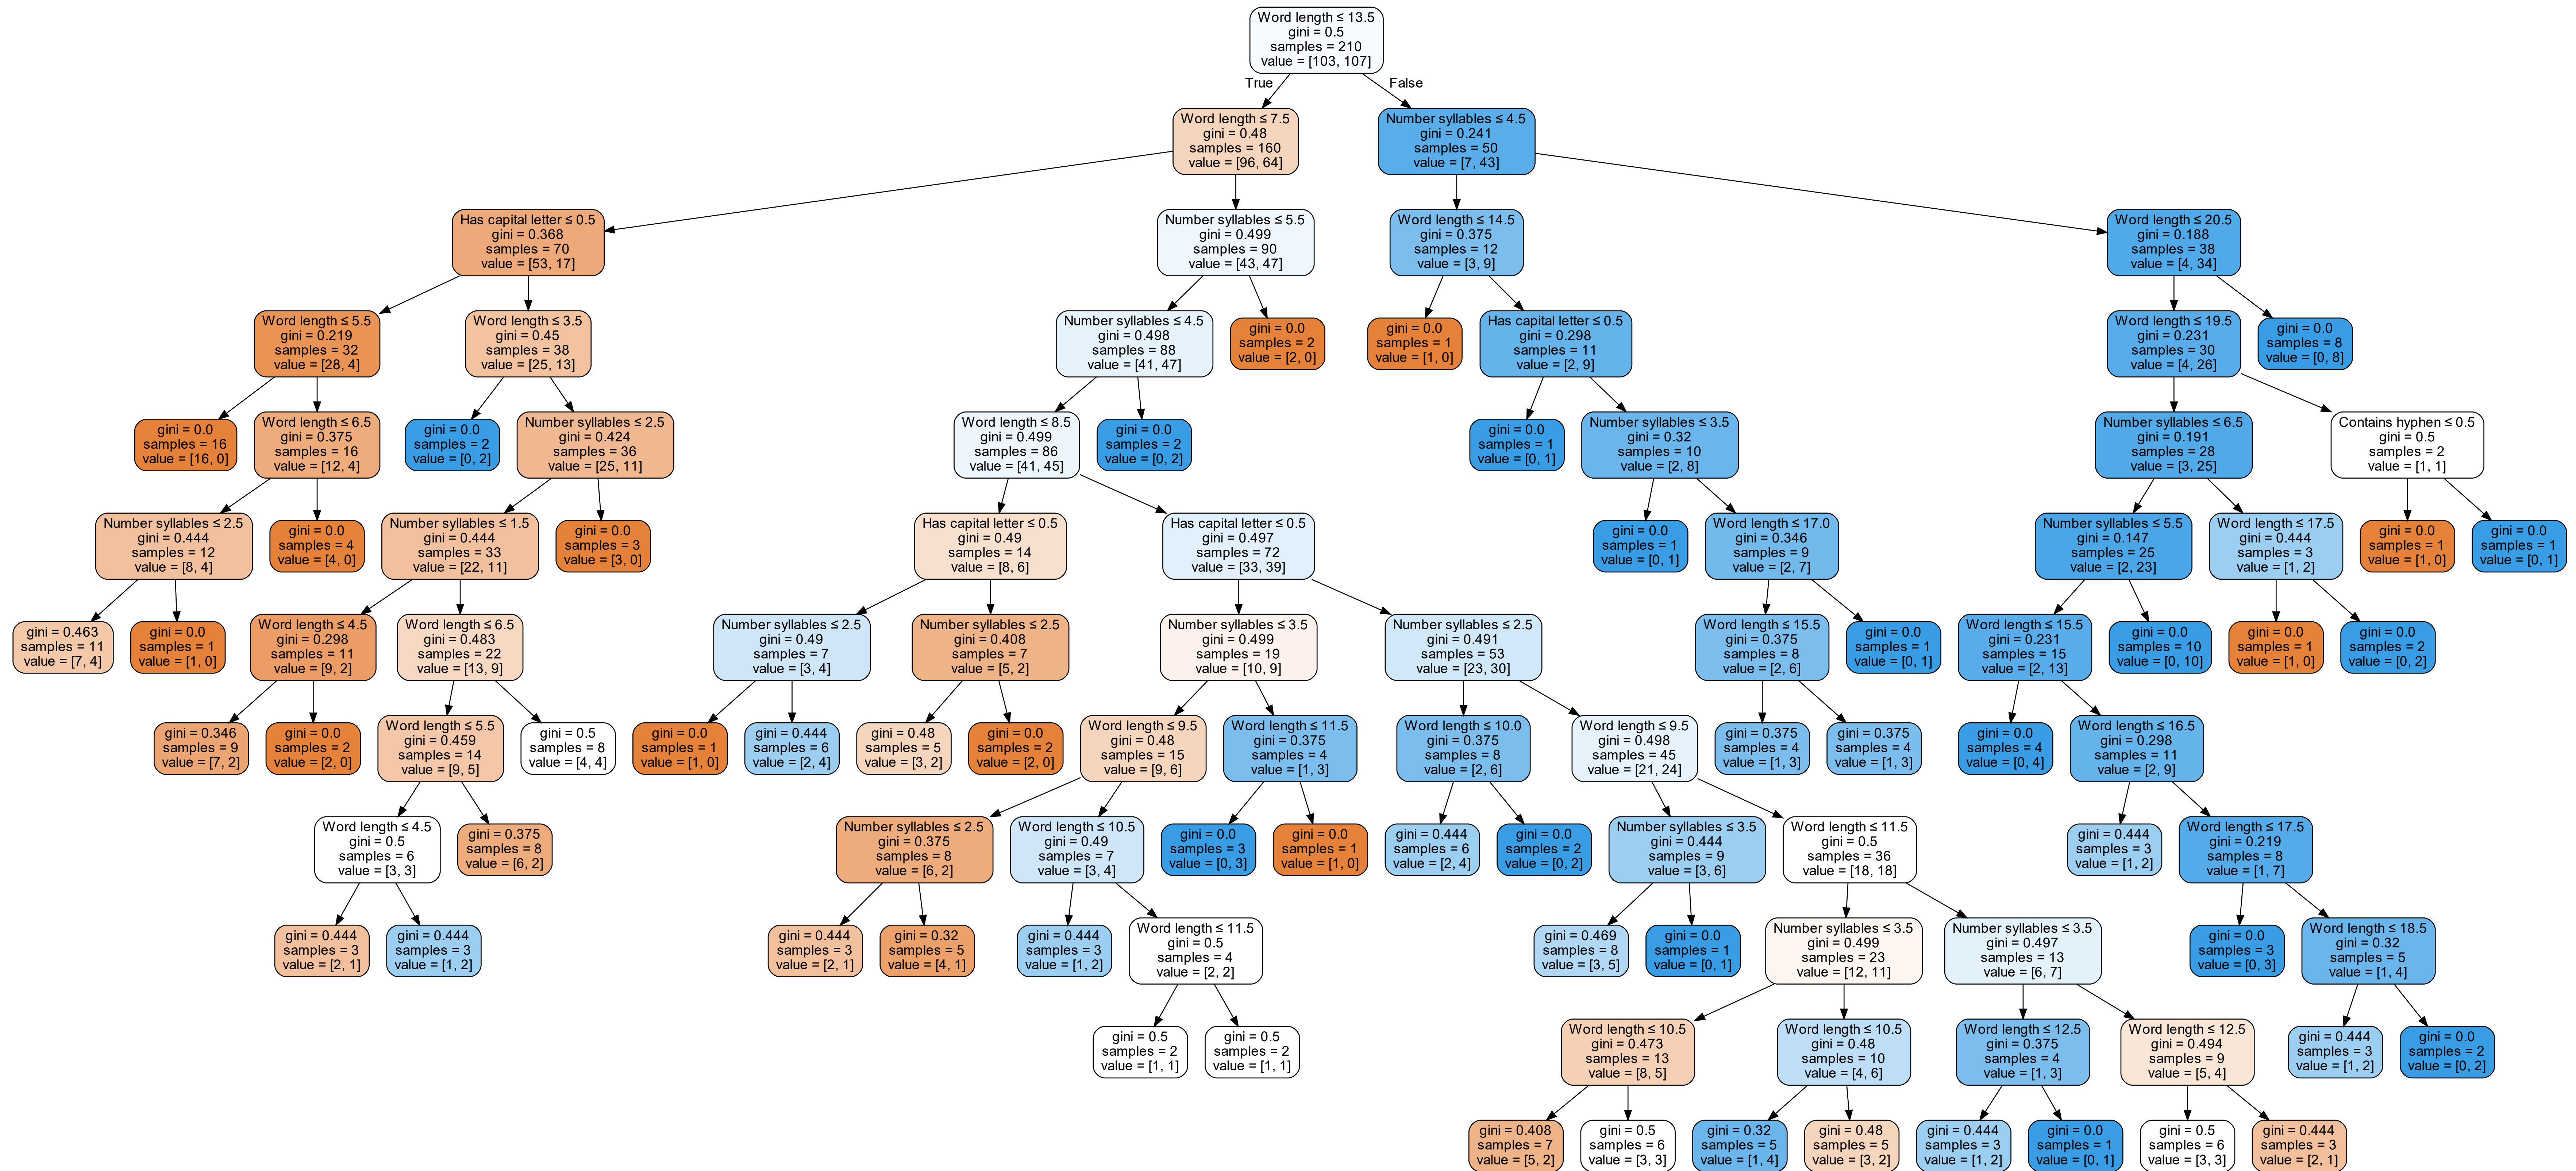 Word length ≤ 13.5
gini = 0.5
samples = 210
value = [103, 107]
True
False
Word length ≤ 7.5
gini = 0.48
samples = 160
value = [96, 64]
Number syllables ≤ 4.5
gini = 0.241
samples = 50
value = [7, 43]
Has capital letter ≤ 0.5
gini = 0.368
samples = 70
value = [53, 17]
Number syllables ≤ 5.5
gini = 0.499
samples = 90
value = [43, 47]
Word length ≤ 14.5
gini = 0.375
samples = 12
value = [3, 9]
Word length ≤ 20.5
gini = 0.188
samples = 38
value = [4, 34]
Word length ≤ 5.5
gini = 0.219
samples = 32
value = [28, 4]
Word length ≤ 3.5
gini = 0.45
samples = 38
value = [25, 13]
Number syllables ≤ 4.5
gini = 0.498
samples = 88
value = [41, 47]
gini = 0.0
samples = 2
value = [2, 0]
gini = 0.0
samples = 1
value = [1, 0]
Has capital letter ≤ 0.5
gini = 0.298
samples = 11
value = [2, 9]
Word length ≤ 19.5
gini = 0.231
samples = 30
value = [4, 26]
gini = 0.0
samples = 8
value = [0, 8]
gini = 0.0
samples = 16
value = [16, 0]
Word length ≤ 6.5
gini = 0.375
samples = 16
value = [12, 4]
gini = 0.0
samples = 2
value = [0, 2]
Number syllables ≤ 2.5
gini = 0.424
samples = 36
value = [25, 11]
Word length ≤ 8.5
gini = 0.499
samples = 86
value = [41, 45]
gini = 0.0
samples = 2
value = [0, 2]
gini = 0.0
samples = 1
value = [0, 1]
Number syllables ≤ 3.5
gini = 0.32
samples = 10
value = [2, 8]
Number syllables ≤ 6.5
gini = 0.191
samples = 28
value = [3, 25]
Contains hyphen ≤ 0.5
gini = 0.5
samples = 2
value = [1, 1]
Number syllables ≤ 2.5
gini = 0.444
samples = 12
value = [8, 4]
gini = 0.0
samples = 4
value = [4, 0]
Number syllables ≤ 1.5
gini = 0.444
samples = 33
value = [22, 11]
gini = 0.0
samples = 3
value = [3, 0]
Has capital letter ≤ 0.5
gini = 0.49
samples = 14
value = [8, 6]
Has capital letter ≤ 0.5
gini = 0.497
samples = 72
value = [33, 39]
gini = 0.0
samples = 1
value = [0, 1]
Word length ≤ 17.0
gini = 0.346
samples = 9
value = [2, 7]
Number syllables ≤ 5.5
gini = 0.147
samples = 25
value = [2, 23]
Word length ≤ 17.5
gini = 0.444
samples = 3
value = [1, 2]
gini = 0.0
samples = 1
value = [1, 0]
gini = 0.0
samples = 1
value = [0, 1]
gini = 0.463
samples = 11
value = [7, 4]
gini = 0.0
samples = 1
value = [1, 0]
Word length ≤ 4.5
gini = 0.298
samples = 11
value = [9, 2]
Word length ≤ 6.5
gini = 0.483
samples = 22
value = [13, 9]
Number syllables ≤ 2.5
gini = 0.49
samples = 7
value = [3, 4]
Number syllables ≤ 2.5
gini = 0.408
samples = 7
value = [5, 2]
Number syllables ≤ 3.5
gini = 0.499
samples = 19
value = [10, 9]
Number syllables ≤ 2.5
gini = 0.491
samples = 53
value = [23, 30]
Word length ≤ 15.5
gini = 0.375
samples = 8
value = [2, 6]
gini = 0.0
samples = 1
value = [0, 1]
Word length ≤ 15.5
gini = 0.231
samples = 15
value = [2, 13]
gini = 0.0
samples = 10
value = [0, 10]
gini = 0.0
samples = 1
value = [1, 0]
gini = 0.0
samples = 2
value = [0, 2]
gini = 0.346
samples = 9
value = [7, 2]
gini = 0.0
samples = 2
value = [2, 0]
Word length ≤ 5.5
gini = 0.459
samples = 14
value = [9, 5]
gini = 0.5
samples = 8
value = [4, 4]
gini = 0.0
samples = 1
value = [1, 0]
gini = 0.444
samples = 6
value = [2, 4]
gini = 0.48
samples = 5
value = [3, 2]
gini = 0.0
samples = 2
value = [2, 0]
Word length ≤ 9.5
gini = 0.48
samples = 15
value = [9, 6]
Word length ≤ 11.5
gini = 0.375
samples = 4
value = [1, 3]
Word length ≤ 10.0
gini = 0.375
samples = 8
value = [2, 6]
Word length ≤ 9.5
gini = 0.498
samples = 45
value = [21, 24]
gini = 0.375
samples = 4
value = [1, 3]
gini = 0.375
samples = 4
value = [1, 3]
gini = 0.0
samples = 4
value = [0, 4]
Word length ≤ 16.5
gini = 0.298
samples = 11
value = [2, 9]
Word length ≤ 4.5
gini = 0.5
samples = 6
value = [3, 3]
gini = 0.375
samples = 8
value = [6, 2]
Number syllables ≤ 2.5
gini = 0.375
samples = 8
value = [6, 2]
Word length ≤ 10.5
gini = 0.49
samples = 7
value = [3, 4]
gini = 0.0
samples = 3
value = [0, 3]
gini = 0.0
samples = 1
value = [1, 0]
gini = 0.444
samples = 6
value = [2, 4]
gini = 0.0
samples = 2
value = [0, 2]
Number syllables ≤ 3.5
gini = 0.444
samples = 9
value = [3, 6]
Word length ≤ 11.5
gini = 0.5
samples = 36
value = [18, 18]
gini = 0.444
samples = 3
value = [1, 2]
Word length ≤ 17.5
gini = 0.219
samples = 8
value = [1, 7]
gini = 0.444
samples = 3
value = [2, 1]
gini = 0.444
samples = 3
value = [1, 2]
gini = 0.444
samples = 3
value = [2, 1]
gini = 0.32
samples = 5
value = [4, 1]
gini = 0.444
samples = 3
value = [1, 2]
Word length ≤ 11.5
gini = 0.5
samples = 4
value = [2, 2]
gini = 0.469
samples = 8
value = [3, 5]
gini = 0.0
samples = 1
value = [0, 1]
Number syllables ≤ 3.5
gini = 0.499
samples = 23
value = [12, 11]
Number syllables ≤ 3.5
gini = 0.497
samples = 13
value = [6, 7]
gini = 0.0
samples = 3
value = [0, 3]
Word length ≤ 18.5
gini = 0.32
samples = 5
value = [1, 4]
gini = 0.5
samples = 2
value = [1, 1]
gini = 0.5
samples = 2
value = [1, 1]
Word length ≤ 10.5
gini = 0.473
samples = 13
value = [8, 5]
Word length ≤ 10.5
gini = 0.48
samples = 10
value = [4, 6]
Word length ≤ 12.5
gini = 0.375
samples = 4
value = [1, 3]
Word length ≤ 12.5
gini = 0.494
samples = 9
value = [5, 4]
gini = 0.444
samples = 3
value = [1, 2]
gini = 0.0
samples = 2
value = [0, 2]
gini = 0.408
samples = 7
value = [5, 2]
gini = 0.5
samples = 6
value = [3, 3]
gini = 0.32
samples = 5
value = [1, 4]
gini = 0.48
samples = 5
value = [3, 2]
gini = 0.444
samples = 3
value = [1, 2]
gini = 0.0
samples = 1
value = [0, 1]
gini = 0.5
samples = 6
value = [3, 3]
gini = 0.444
samples = 3
value = [2, 1]